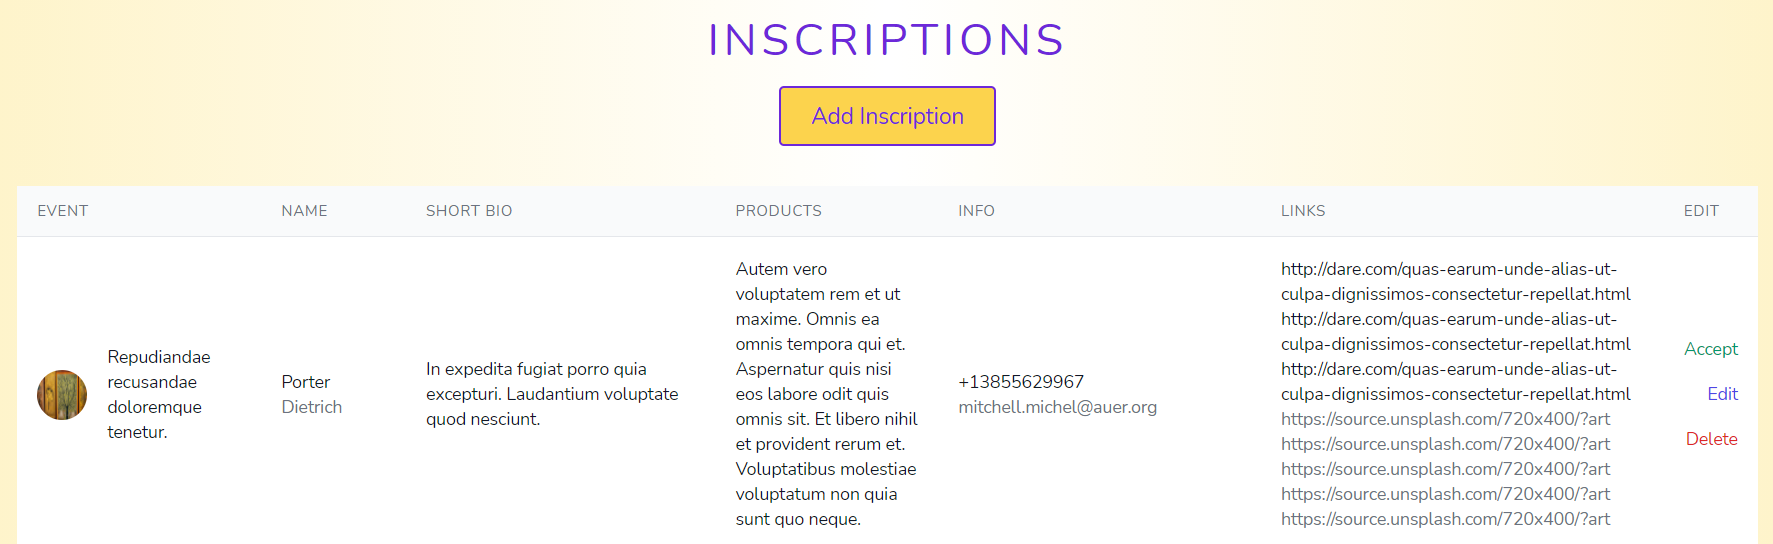 INSCRIPTIONS
Add Inscription
EVENT NAME SHORT BIO PRODUCTS INFO LINKS EDIT
Repudiandae
recusandae
doloremque
tenetur.
Porter
Dietrich
In expedita fugiat porro quia
excepturi. Laudantium voluptate
quod nesciunt.
Autem vero
voluptatem rem et ut
maxime. Omnis ea
omnis tempora qui et.
Aspernatur quis nisi
eos labore odit quis
omnis sit. Et libero nihil
et provident rerum et.
Voluptatibus molestiae
voluptatum non quia
sunt quo neque.
+13855629967
mitchell.michel@auer.org
http://dare.com/quas-earum-unde-alias-ut-
culpa-dignissimos-consectetur-repellat.html
http://dare.com/quas-earum-unde-alias-ut-
culpa-dignissimos-consectetur-repellat.html
http://dare.com/quas-earum-unde-alias-ut-
culpa-dignissimos-consectetur-repellat.html
https://source.unsplash.com/720x400/?art
https://source.unsplash.com/720x400/?art
https://source.unsplash.com/720x400/?art
https://source.unsplash.com/720x400/?art
https://source.unsplash.com/720x400/?art
Accept
Edit
Delete